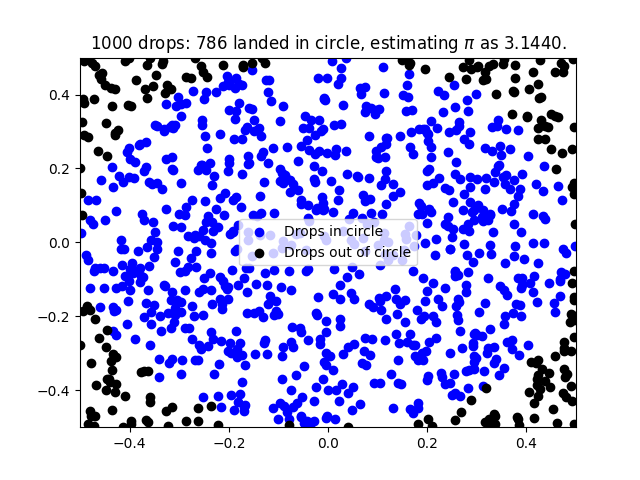 1000 drops: 786 landed in circle, estimating π as 3.1440.
0.4
0.2
0.0
−0.2
−0.4
Drops in circle
Drops out of circle
−0.4 −0.2 0.0 0.2 0.4